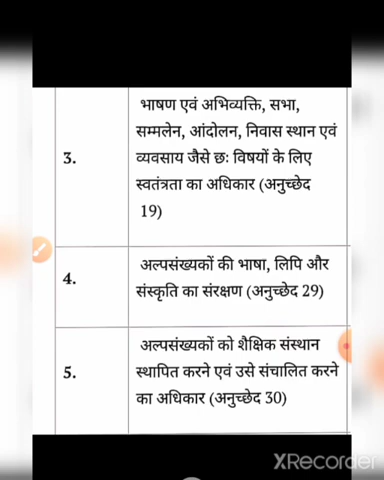 3.
भाषण एवं अभिव्यक्ति, सभा,
सम्मलेन, आंदोलन, निवास स्थान एवं
व्यवसाय जैसे छः विषयों के लिए
स्वतंत्रता का अधिकार (अनुच्छेद
19)
4.
अल्पसंख्यकों की भाषा, लिपि और
संस्कृति का संरक्षण (अनुच्छेद 29)
5.
अल्पसंख्यकों को शैक्षिक संस्थान
स्थापित करने एवं उसे संचालित करने
का अधिकार (अनुच्छेद 30)
XRecorder